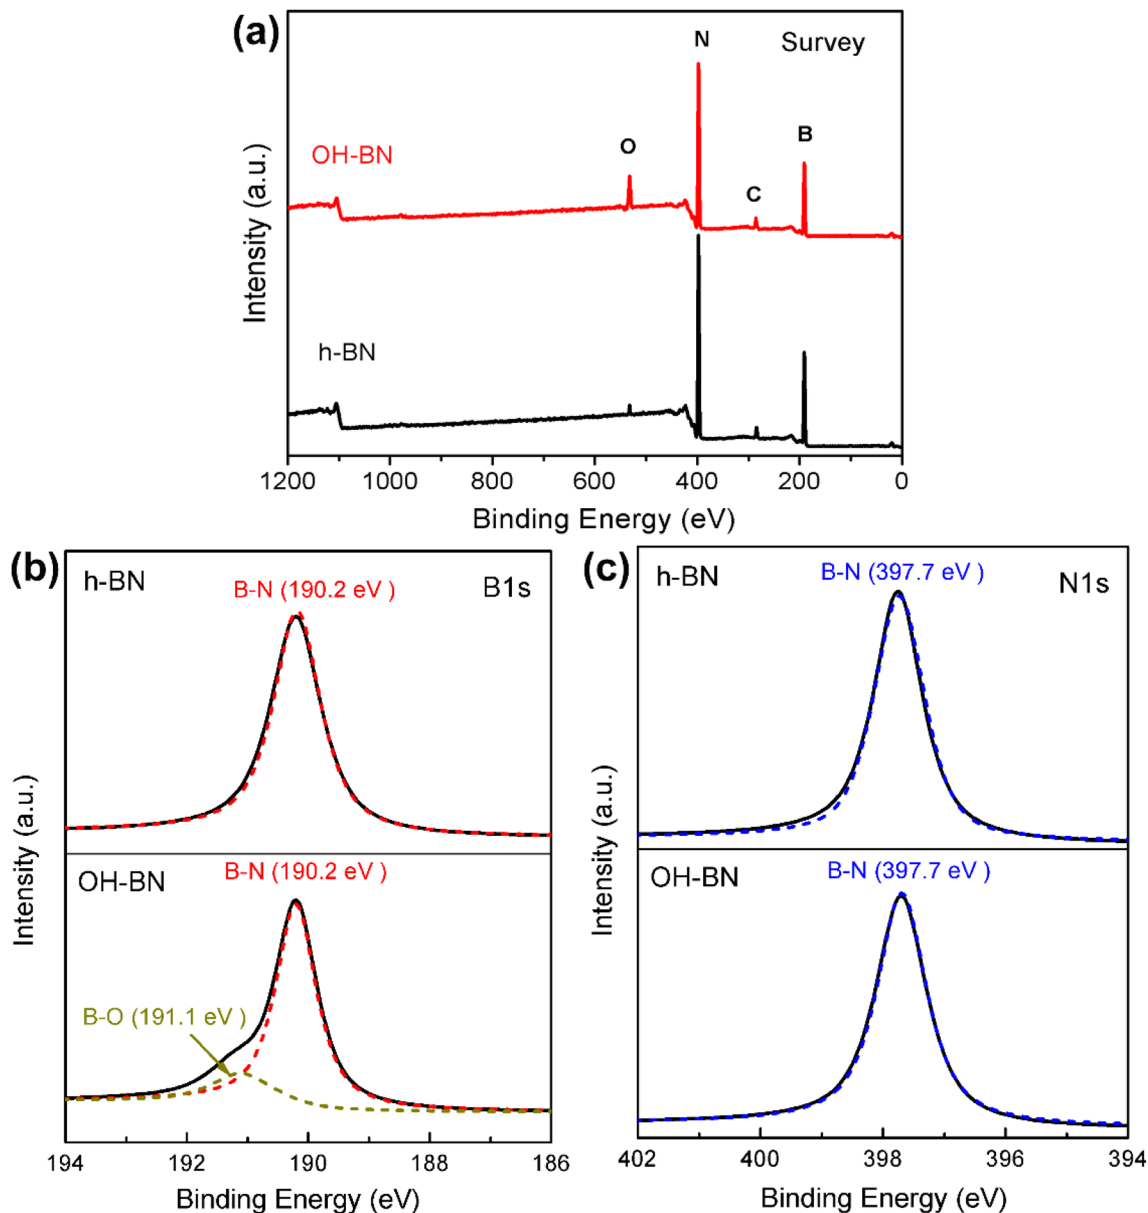 (a)
Survey
N
O
C
B
OH-BN
h-BN
Intensity (a.u.)
1200 1000 800 600 400 200 0
Binding Energy (eV)
(b)
h-BN
B-N (190.2 eV )
B1s
OH-BN
B-N (190.2 eV )
B-O (191.1 eV )
Intensity (a.u.)
194 192 190 188 186
Binding Energy (eV)
(c)
h-BN
B-N (397.7 eV )
N1s
OH-BN
B-N (397.7 eV )
Intensity (a.u.)
402 400 398 396 394
Binding Energy (eV)